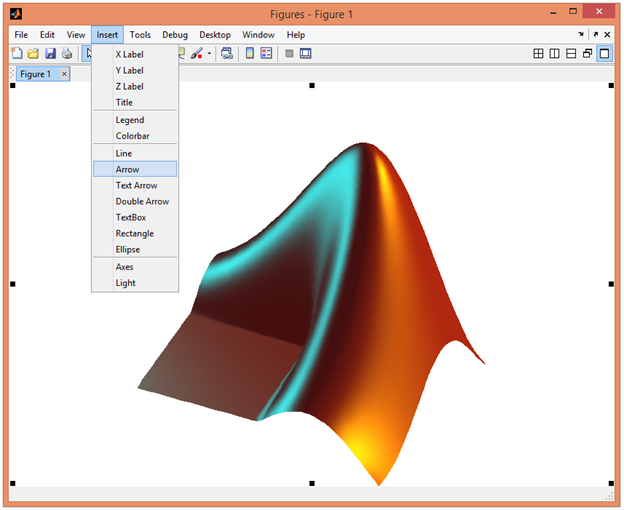 Figures - Figure 1
File Edit View Insert Tools Debug Desktop Window Help
Figure 1
X Label
Y Label
Z Label
Title
Legend
Colorbar
Line
Arrow
Text Arrow
Double Arrow
TextBox
Rectangle
Ellipse
Axes
Light